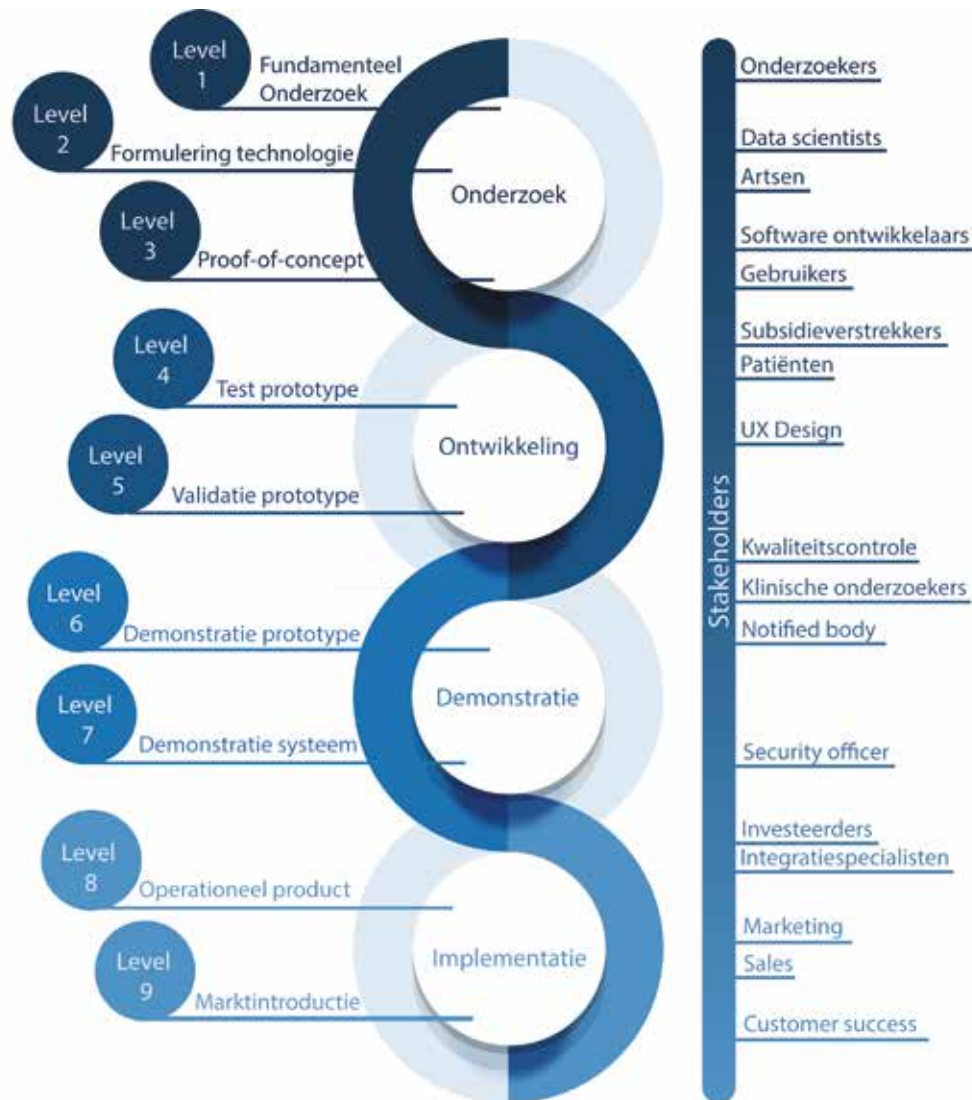 Level
1
Fundamenteel
Onderzoek
Level
2
Formulering technologie
Level
3
Proof-of-concept
Onderzoek
Level
4
Test prototype
Level
5
Validatie prototype
Ontwikkeling
Level
6
Demonstratie prototype
Level
7
Demonstratie systeem
Demonstratie
Level
8
Operationeel product
Level
9
Marktintroductie
Implementatie
Stakeholders
Onderzoekers
Data scientists
Artsen
Software ontwikkelaars
Gebruikers
Subsidieverstrekkers
Patiënten
UX Design
Kwaliteitscontrole
Klinische onderzoekers
Notified body
Security officer
Investeerders
Integratiespecialisten
Marketing
Sales
Customer success